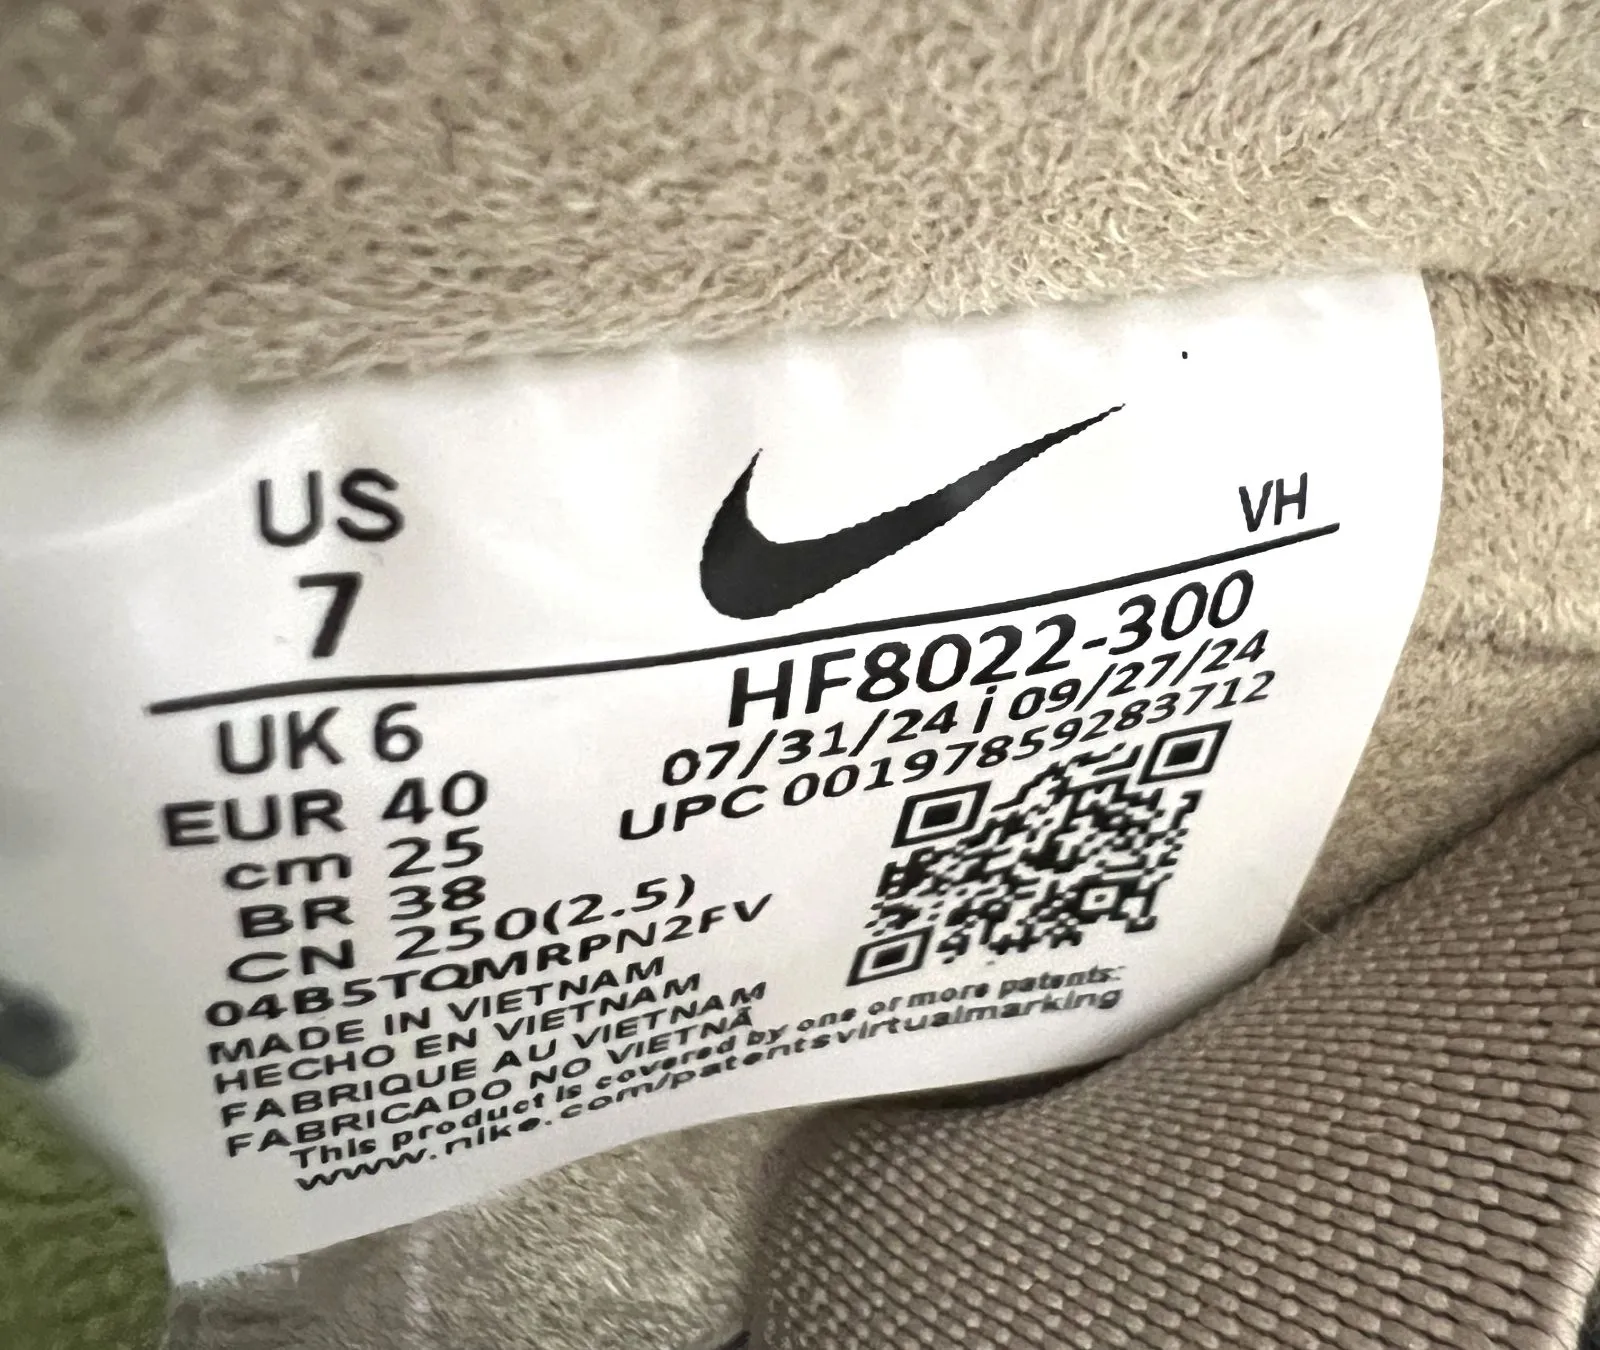 US
7
UK 6
EUR 40
cm 25
BR 38
CN 250(2.5)
04B5TQMRPN2FV
MADE IN VIETNAM
HECHO EN VIETNAM
FABRIQUE AU VIETNAM
FABRICADO NO VIETNÃ
This product is covered by one or more patents:
www.nike.com/patentsvirtualmarking
VH
HF8022-300
07/31/24 i 09/27/24
UPC 00197859283712